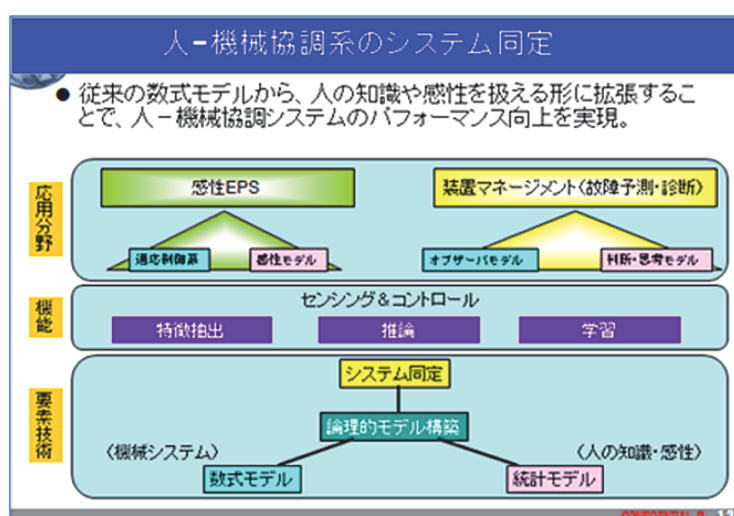 人-機械協調系のシステム同定
● 従来の数式モデルから、人の知識や感性を扱える形に拡張するこ
とで、人-機械協調システムのパフォーマンス向上を実現。
応用分野
感性EPS
装置マネージメント〈故障予測・診断〉
適応制御系
感性モデル
オブザーバモデル
判断・思考モデル
機能
センシング&コントロール
特徴抽出
推論
学習
要素技術
システム同定
論理的モデル構築
〈機械システム〉
〈人の知識・感性〉
数式モデル
統計モデル